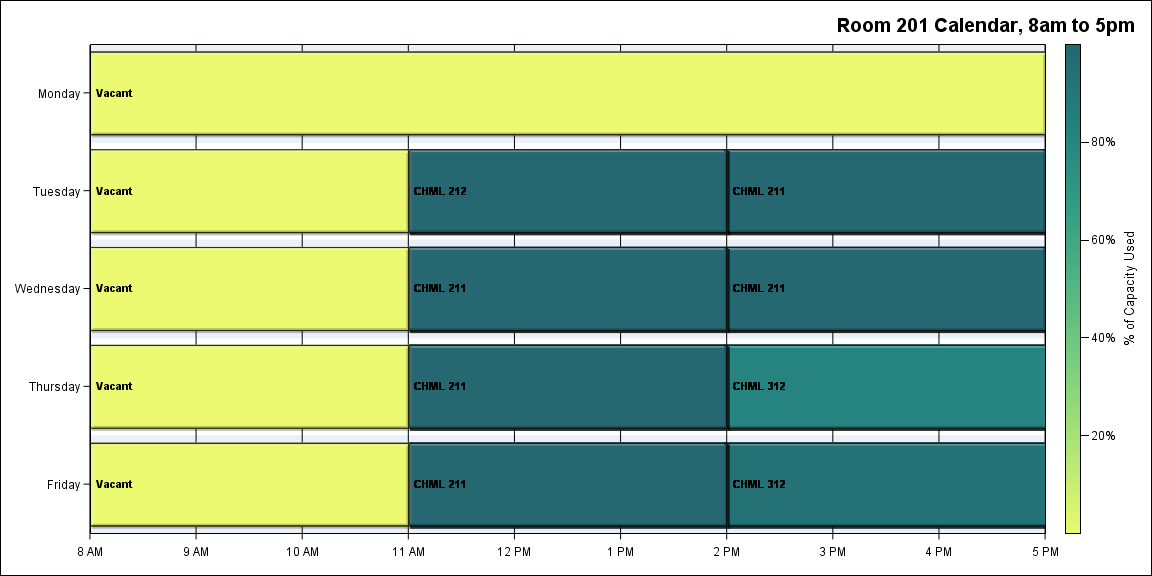 Room 201 Calendar, 8am to 5pm
Monday
Vacant
Tuesday
Vacant
CHML 212
CHML 211
Wednesday
Vacant
CHML 211
CHML 211
Thursday
Vacant
CHML 211
CHML 312
Friday
Vacant
CHML 211
CHML 312
8 AM
9 AM
10 AM
11 AM
12 PM
1 PM
2 PM
3 PM
4 PM
5 PM
80%
60%
40%
20%
% of Capacity Used